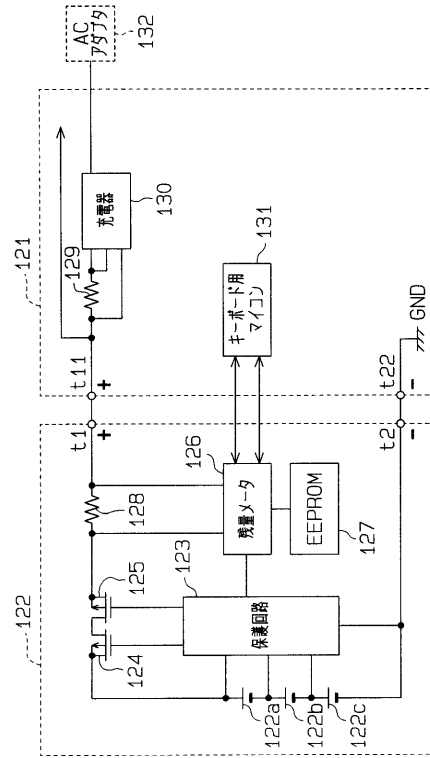 121
AC
アダプタ
132
充電器
130
129
t11
+
キーボード用
マイコン
131
t22
−
GND
122
t1
+
128
126
残量メータ
EEPROM
127
t2
−
125
124
123
保護回路
122a
122b
122c